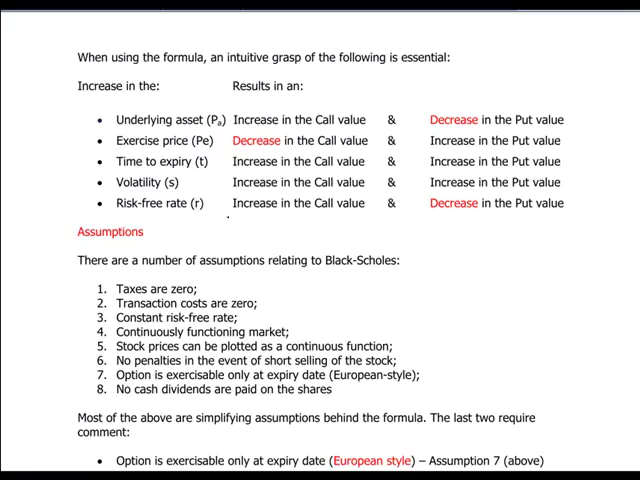 When using the formula, an intuitive grasp of the following is essential:
Increase in the: Results in an:
• Underlying asset (Pa) Increase in the Call value & Decrease in the Put value
• Exercise price (Pe) Decrease in the Call value & Increase in the Put value
• Time to expiry (t) Increase in the Call value & Increase in the Put value
• Volatility (s) Increase in the Call value & Increase in the Put value
• Risk-free rate (r) Increase in the Call value & Decrease in the Put value
Assumptions
There are a number of assumptions relating to Black-Scholes:
1. Taxes are zero;
2. Transaction costs are zero;
3. Constant risk-free rate;
4. Continuously functioning market;
5. Stock prices can be plotted as a continuous function;
6. No penalties in the event of short selling of the stock;
7. Option is exercisable only at expiry date (European-style);
8. No cash dividends are paid on the shares
Most of the above are simplifying assumptions behind the formula. The last two require
comment:
• Option is exercisable only at expiry date (European style) – Assumption 7 (above)